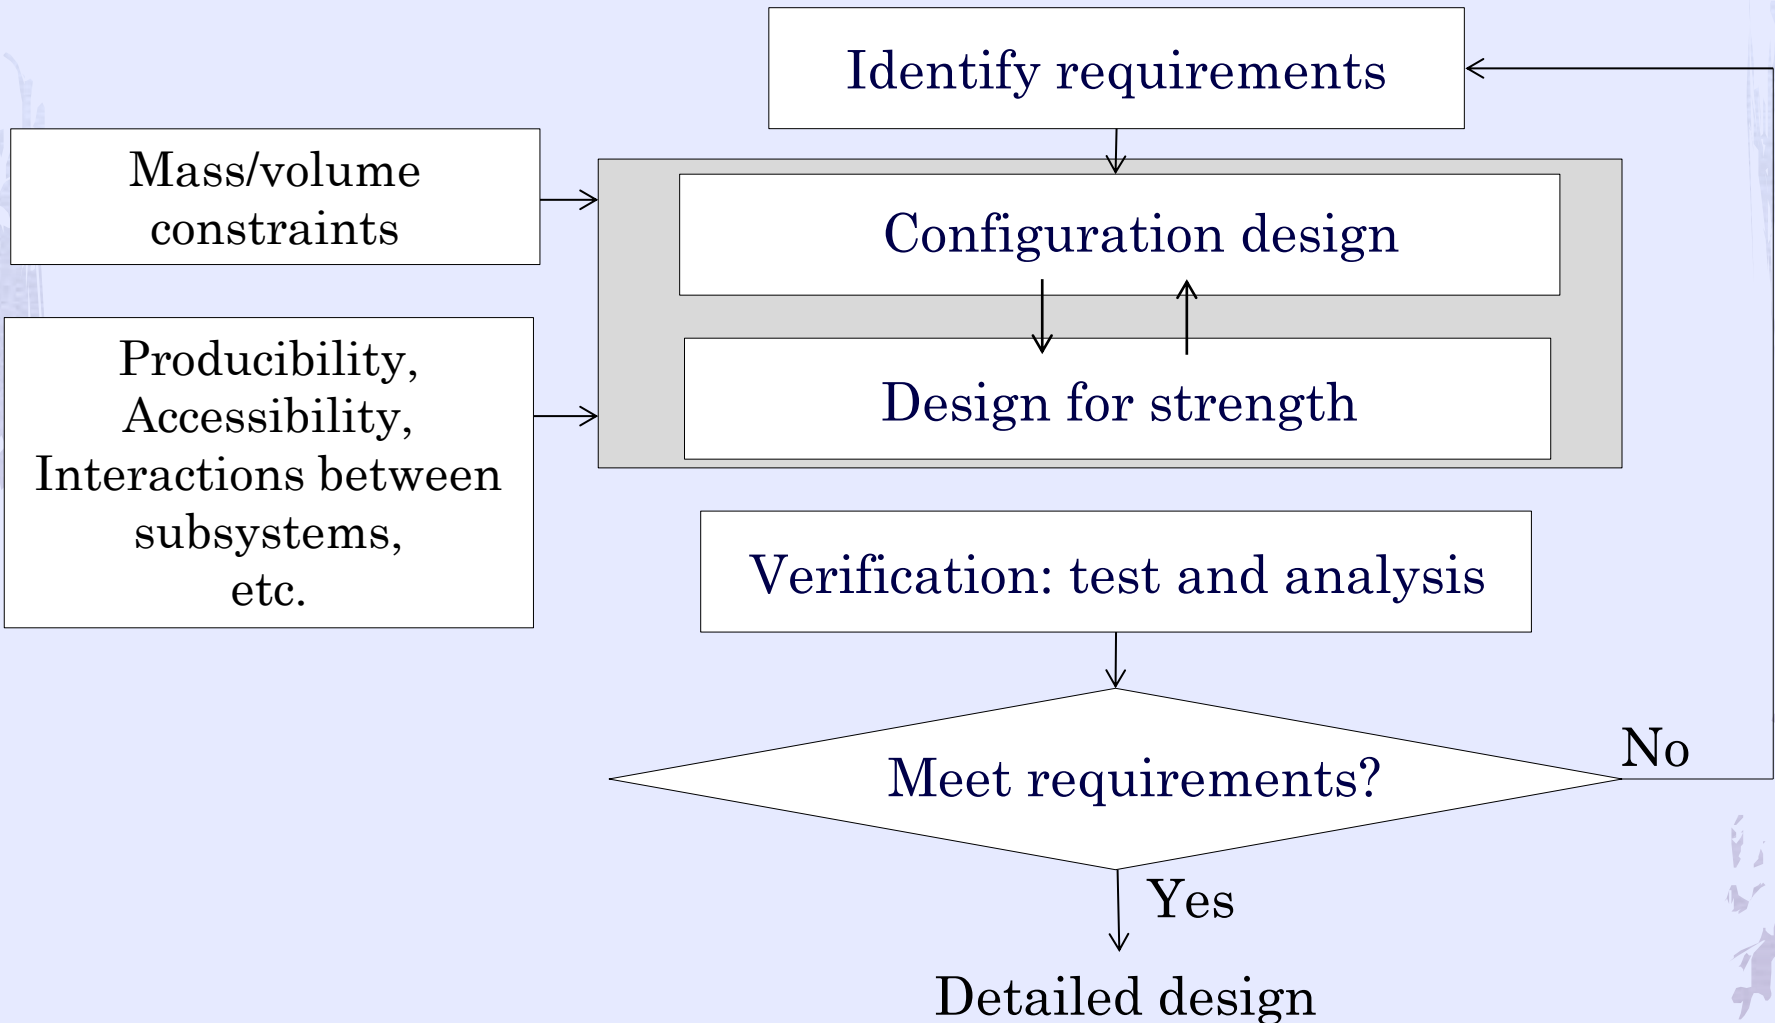 Identify requirements
Mass/volume
constraints
Configuration design
Producibility,
Accessibility,
Interactions between
subsystems,
etc.
Design for strength
Verification: test and analysis
Meet requirements?
No
Yes
Detailed design